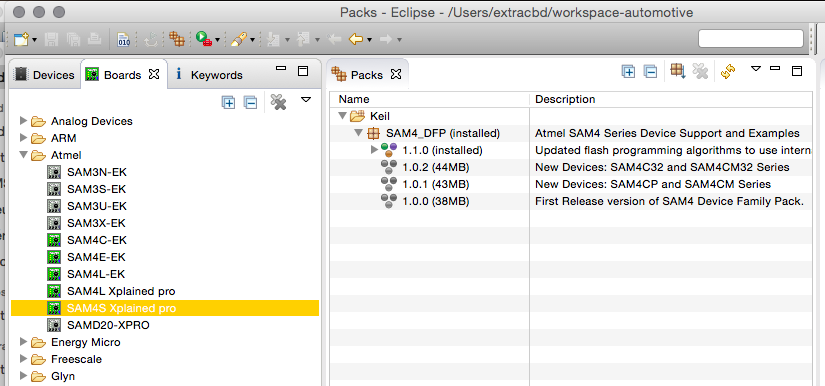 Packs - Eclipse - /Users/extracbd/workspace-automotive
010
Devices
Boards
Keywords
Packs
Analog Devices
ARM
Atmel
SAM3N-EK
SAM3S-EK
SAM3U-EK
SAM3X-EK
SAM4C-EK
SAM4E-EK
SAM4L-EK
SAM4L Xplained pro
SAM4S Xplained pro
SAMD20-XPRO
Energy Micro
Freescale
Glyn
Name Description
Keil
SAM4_DFP (installed) Atmel SAM4 Series Device Support and Examples
1.1.0 (installed) Updated flash programming algorithms to use intern
1.0.2 (44MB) New Devices: SAM4C32 and SAM4CM32 Series
1.0.1 (43MB) New Devices: SAM4CP and SAM4CM Series
1.0.0 (38MB) First Release version of SAM4 Device Family Pack.